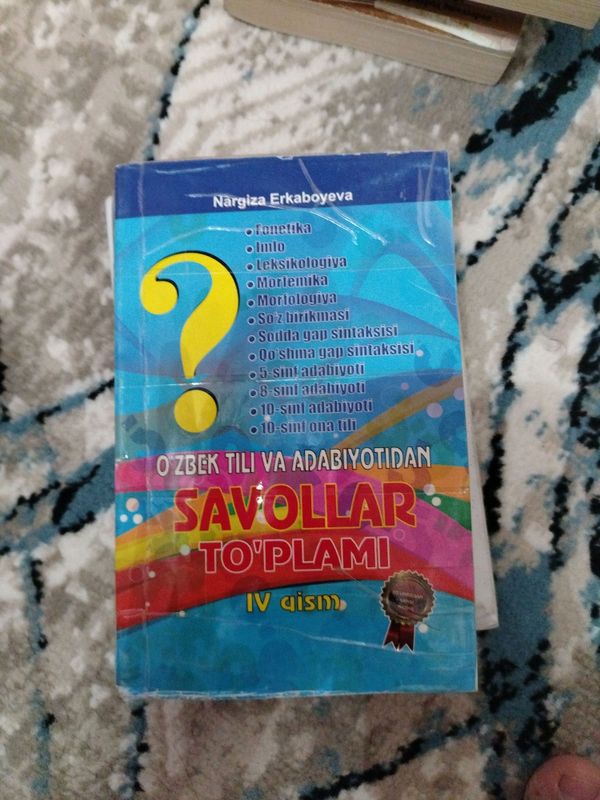 Nargiza Erkaboyeva
?
• Fonetika
• Imlo
• Leksikologiya
• Morfemika
• Morfologiya
• So'z birikmasi
• Sodda gap sintaksisi
• Qo'shma gap sintaksisi
• 5-sinf adabiyoti
• 8-sinf adabiyoti
• 10-sinf adabiyoti
• 10-sinf ona tili
O'ZBEK TILI VA ADABIYOTIDAN
SAVOLLAR
TO'PLAMI
IV qism